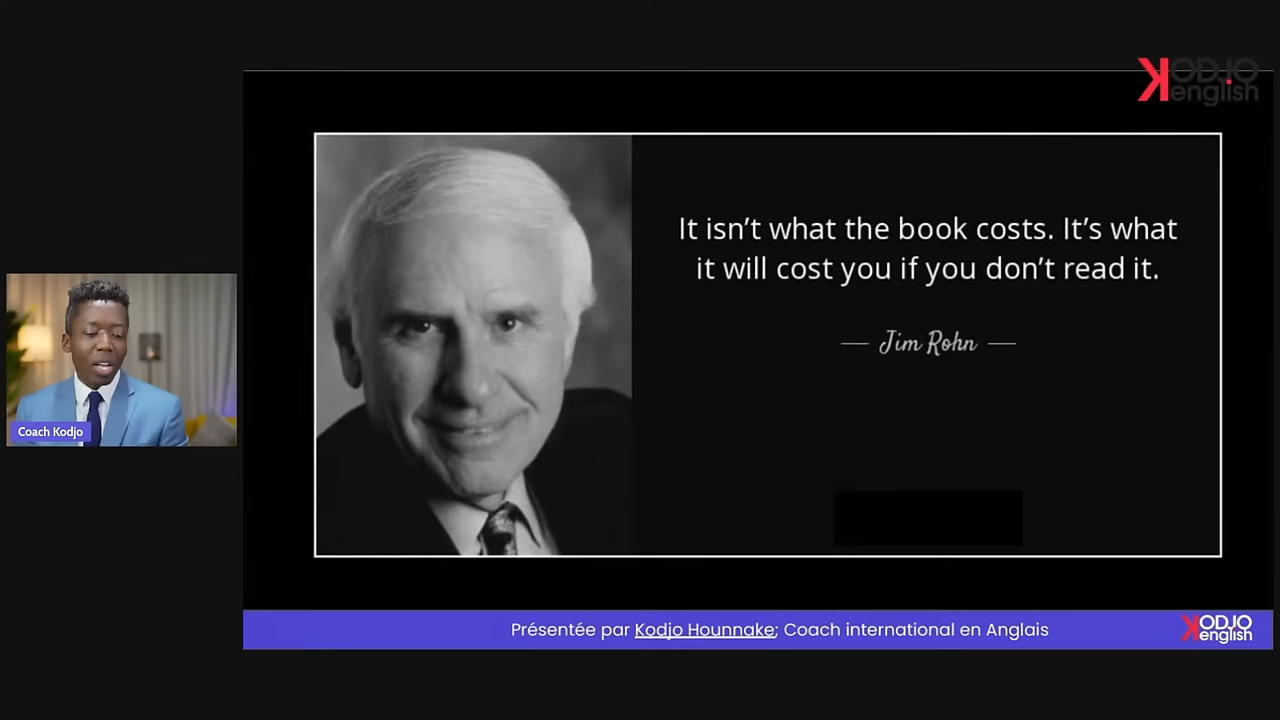 KODJO
english
It isn’t what the book costs. It’s what
it will cost you if you don’t read it.
— Jim Rohn —
Coach Kodjo
Présentée par Kodjo Hounnake; Coach international en Anglais
KODJO
english